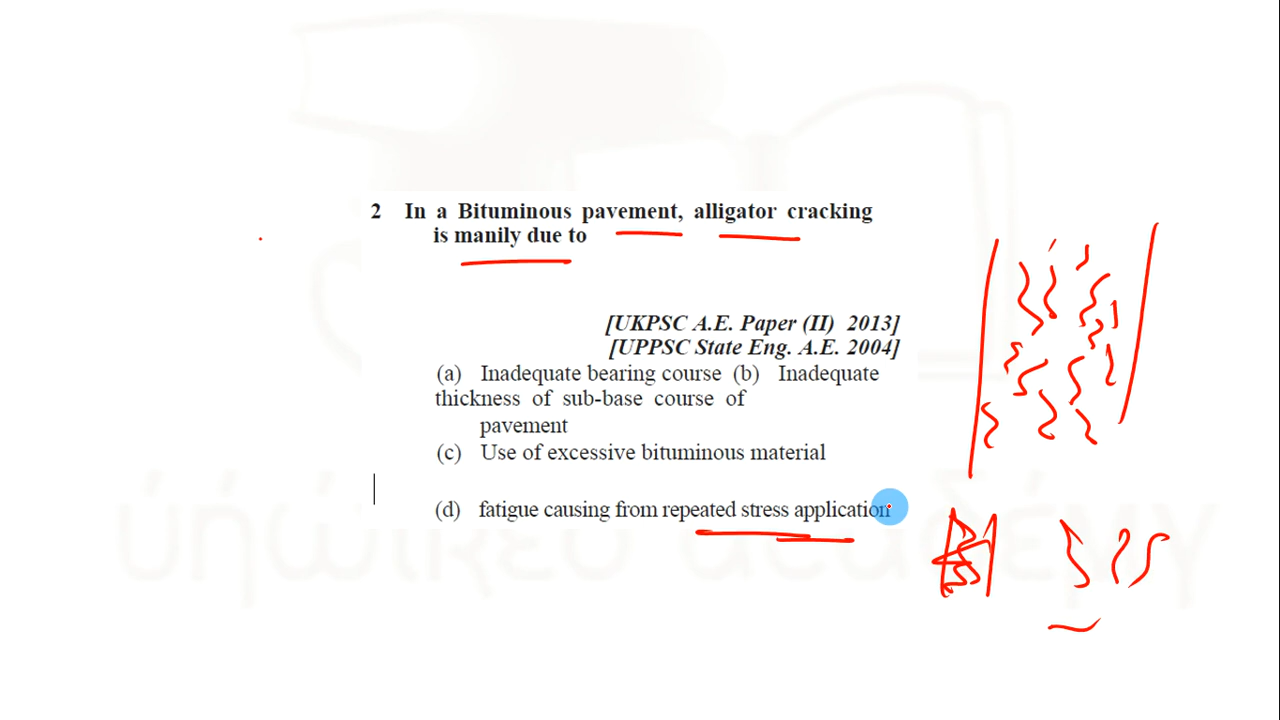 2 In a Bituminous pavement, alligator cracking
is manily due to
[UKPSC A.E. Paper (II) 2013]
[UPPSC State Eng. A.E. 2004]
(a) Inadequate bearing course (b) Inadequate
thickness of sub-base course of
pavement
(c) Use of excessive bituminous material
(d) fatigue causing from repeated stress application